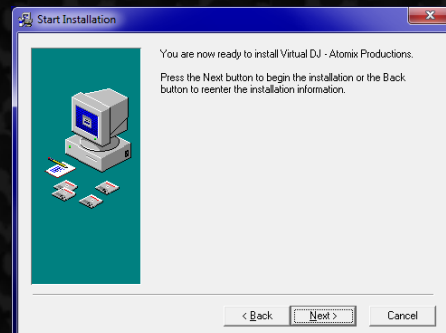 Start Installation
You are now ready to install Virtual DJ - Atomix Productions.
Press the Next button to begin the installation or the Back
button to reenter the installation information.
< Back
Next >
Cancel